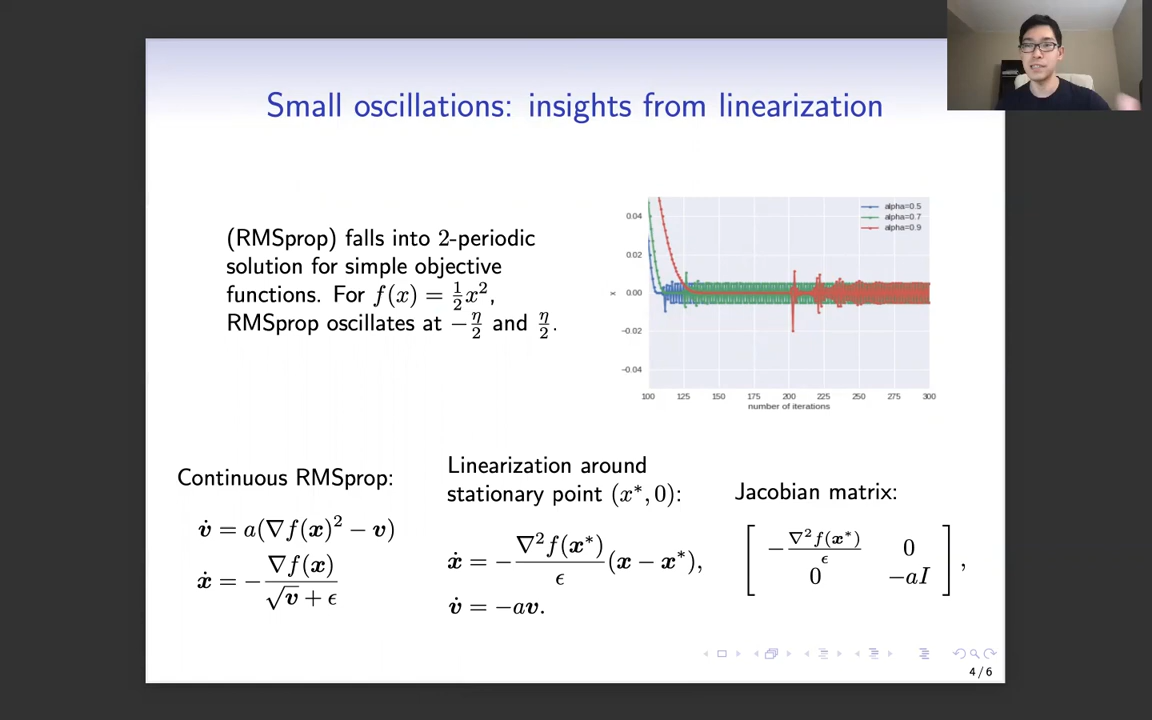 Small oscillations: insights from linearization
(RMSprop) falls into 2-periodic
solution for simple objective
functions. For f(x) = ½x²,
RMSprop oscillates at −η/2 and η/2.
alpha=0.5
alpha=0.7
alpha=0.9
0.04
0.02
0.00
−0.02
−0.04
x
100 125 150 175 200 225 250 275 300
number of iterations
Continuous RMSprop:
v̇ = a(∇f(x)² − v)
ẋ = −∇f(x)/(√v + ϵ)
Linearization around
stationary point (x*, 0):
ẋ = −∇²f(x*)/ϵ (x − x*),
v̇ = −av.
Jacobian matrix:
[ −∇²f(x*)/ϵ 0
0 −aI ],
4/6